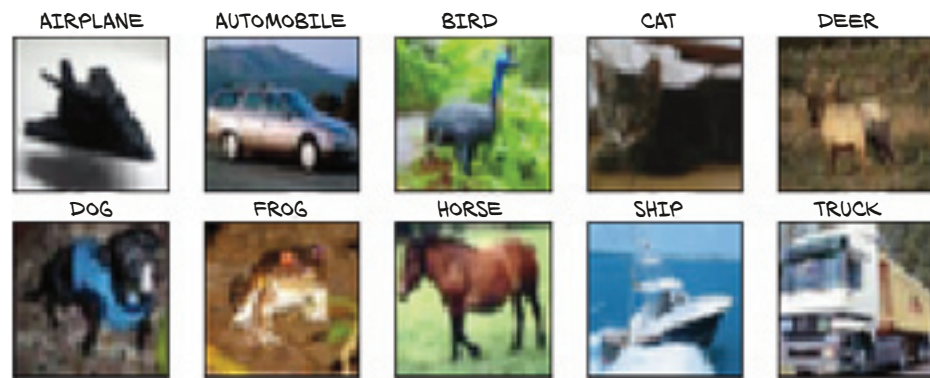 AIRPLANE AUTOMOBILE BIRD CAT DEER
DOG FROG HORSE SHIP TRUCK